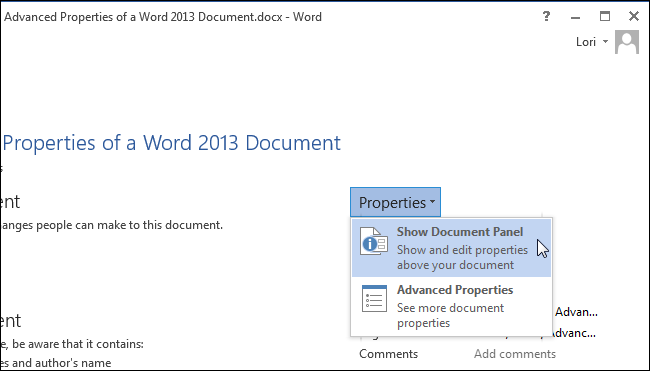 Advanced Properties of a Word 2013 Document.docx - Word
?
Lori
Properties of a Word 2013 Document
ent
Properties
anges people can make to this document.
Show Document Panel
Show and edit properties
above your document
Advanced Properties
See more document
properties
Advan...
ent
Advanc...
e, be aware that it contains:
Comments Add comments
es and author's name